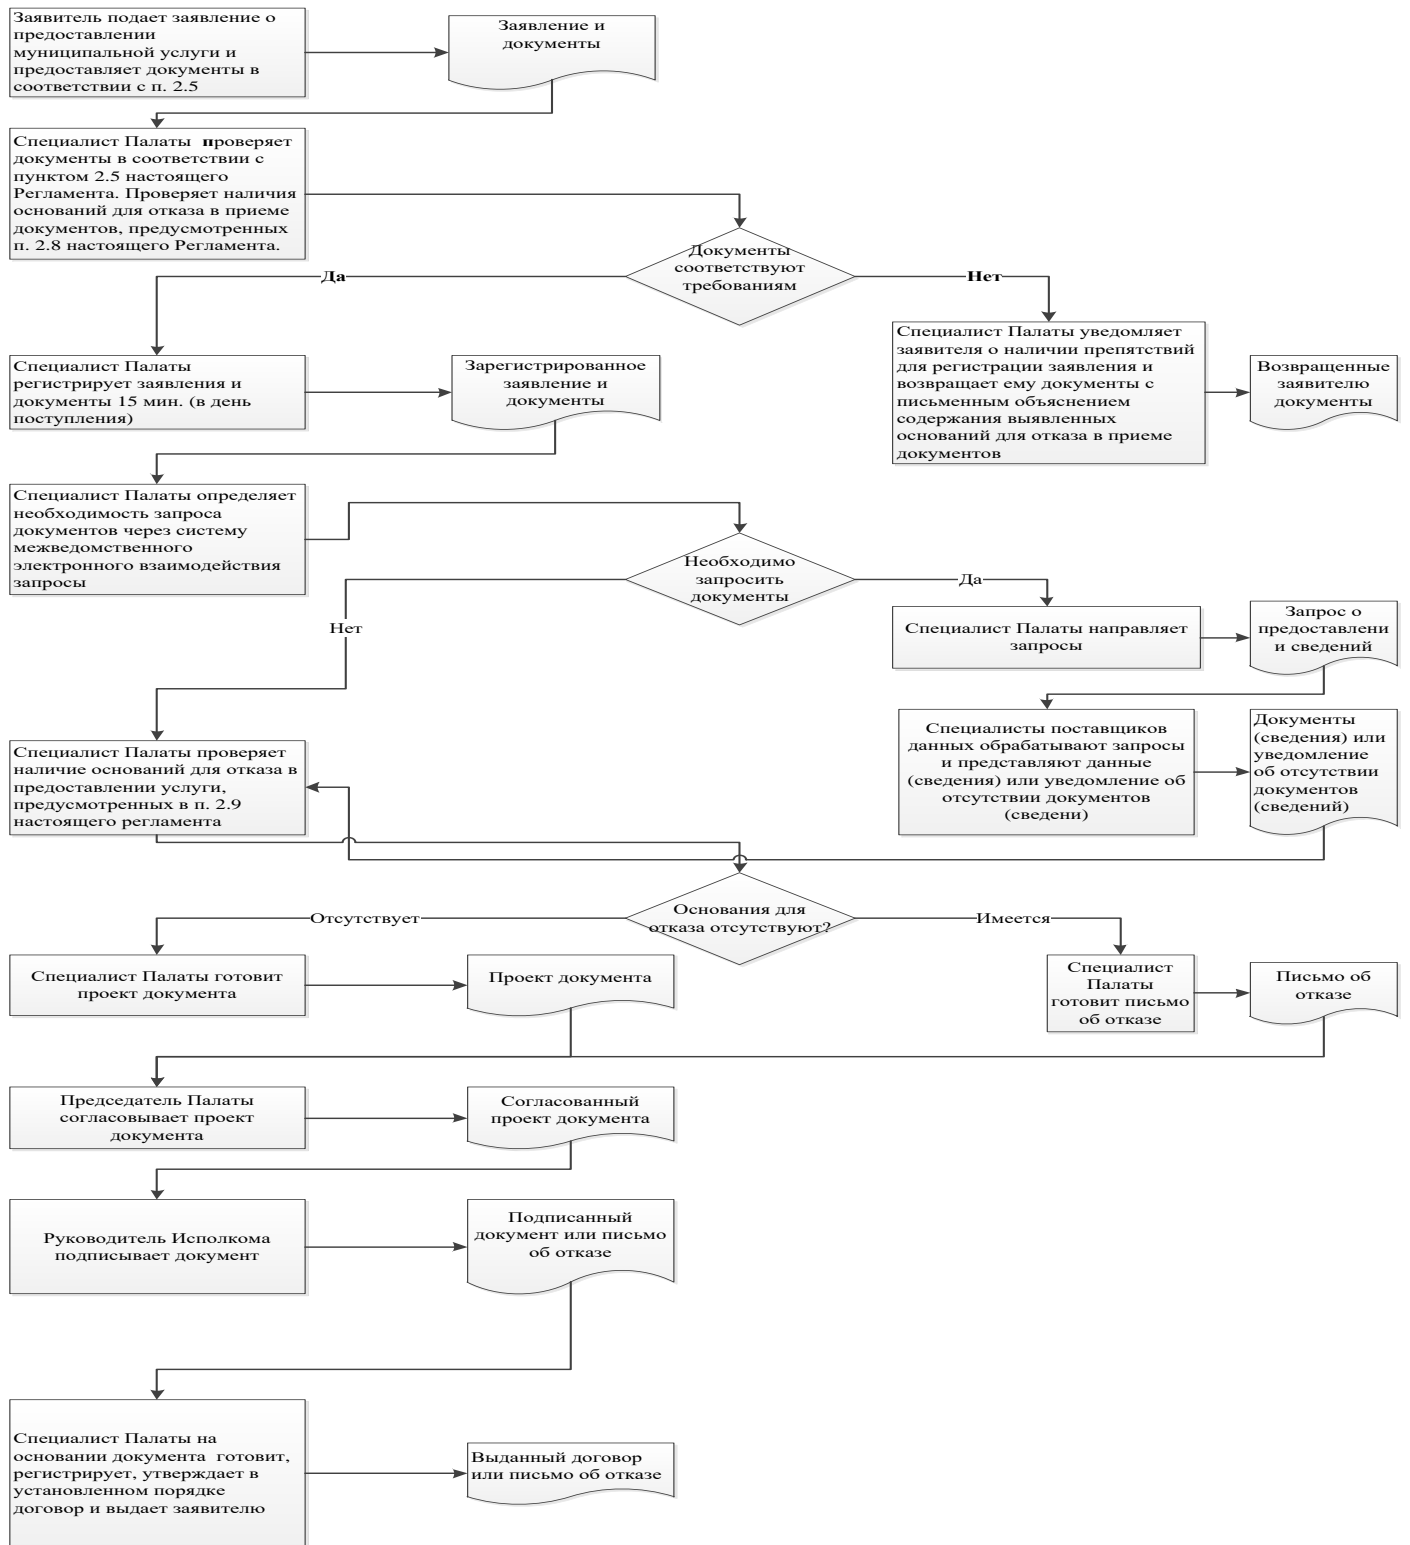 Заявитель подает заявление о
предоставлении
муниципальной услуги и
предоставляет документы в
соответствии с п. 2.5
Заявление и
документы
Специалист Палаты проверяет
документы в соответствии с
пунктом 2.5 настоящего
Регламента. Проверяет наличия
оснований для отказа в приеме
документов, предусмотренных
п. 2.8 настоящего Регламента.
Документы
соответствуют
требованиям
Да
Нет
Специалист Палаты
регистрирует заявления и
документы 15 мин. (в день
поступления)
Зарегистрированное
заявление и
документы
Специалист Палаты уведомляет
заявителя о наличии препятствий
для регистрации заявления и
возвращает ему документы с
письменным объяснением
содержания выявленных
оснований для отказа в приеме
документов
Возвращенные
заявителю
документы
Специалист Палаты определяет
необходимость запроса
документов через систему
межведомственного
электронного взаимодействия
запросы
Необходимо
запросить
документы
Да
Нет
Специалист Палаты направляет
запросы
Запрос о
предоставлени
и сведений
Специалист Палаты проверяет
наличие оснований для отказа в
предоставлении услуги,
предусмотренных в п. 2.9
настоящего регламента
Специалисты поставщиков
данных обрабатывают запросы
и представляют данные
(сведения) или уведомление об
отсутствии документов
(сведени)
Документы
(сведения) или
уведомление
об отсутствии
документов
(сведений)
Основания для
отказа отсутствуют?
Отсутствует
Имеется
Специалист Палаты готовит
проект документа
Проект документа
Специалист
Палаты
готовит письмо
об отказе
Письмо об
отказе
Председатель Палаты
согласовывает проект
документа
Согласованный
проект документа
Руководитель Исполкома
подписывает документ
Подписанный
документ или письмо
об отказе
Специалист Палаты на
основании документа готовит,
регистрирует, утверждает в
установленном порядке
договор и выдает заявителю
Выданный договор
или письмо об отказе